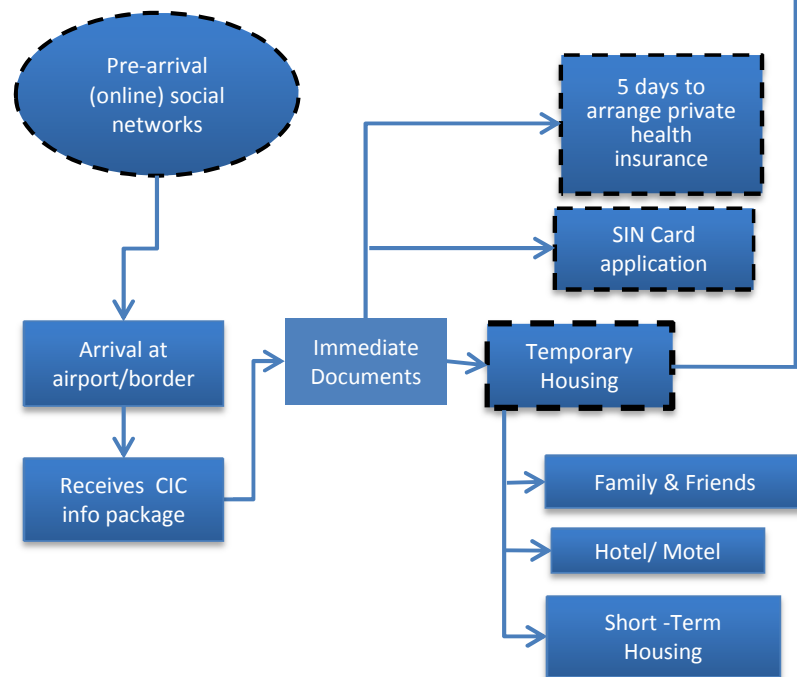 Pre-arrival
(online) social
networks
5 days to
arrange private
health
insurance
SIN Card
application
Arrival at
airport/border
Immediate
Documents
Temporary
Housing
Receives CIC
info package
Family & Friends
Hotel/ Motel
Short -Term
Housing